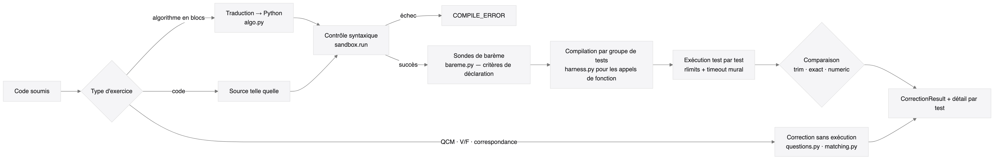 Code soumis
Type d'exercice
algorithme en blocs
code
QCM · V/F · correspondance
Traduction → Python
algo.py
Source telle quelle
Contrôle syntaxique
sandbox.run
échec
succès
COMPILE_ERROR
Sondes de barème
bareme.py — critères de
déclaration
Compilation par groupe de
tests
harness.py pour les appels
de fonction
Exécution test par test
rlimits + timeout mural
Comparaison
trim · exact · numeric
Correction sans exécution
questions.py · matching.py
CorrectionResult + détail par
test